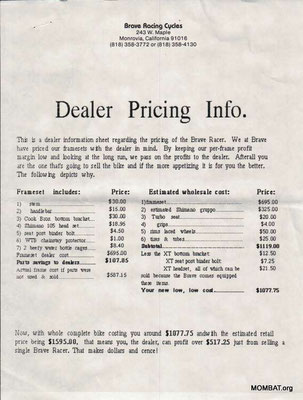 Brave Racing Cycles
243 W. Maple
Monrovia, California 91016
(818) 358-3772 or (818) 358-4130
Dealer Pricing Info.
This is a dealer information sheet regarding the pricing of the Brave Racer. We at Brave
have priced our framesets with the dealer in mind. By keeping our per-frame profit
margin low and looking at the long run, we pass on the profits to the dealer. Afterall you
are the one that's going to sell the bike and if the more appetizing it is for you the better.
The following depicts why.
Frameset includes: Price:
1) stem $30.00
2) handlebar $15.00
3) Cook Bros. bottom bracket $30.00
4) Shimano 105 head set $18.95
5) seat post binder bolt $4.50
6) WTB chainstay protector $1.00
7) 2 beefy water bottle cages $8.40
Frameset dealer cost $695.00
Parts savings to dealers $107.85
Actual frame cost if parts were
not used & sold $587.15
Estimated wholesale cost: Price:
1) frameset $695.00
2) estimated Shimano gruppo $325.00
3) Turbo seat $20.00
4) grips $4.00
5) rims laced wheels $50.00
6) tires & tubes $25.00
Subtotal $1119.00
Less the XT bottom bracket $12.50
XT seat post binder bolt $7.25
XT headset, all of which can be $21.50
sold because the Brave comes equipped
these items.
Your new low, low cost $1077.75
Now, with whole complete bike costing you around $1077.75 andwith the estimated retail
price being $1595.00, that means you, the dealer, can profit over $517.25 just from selling a
single Brave Racer. That makes dollars and cence!
MOMBAT.org